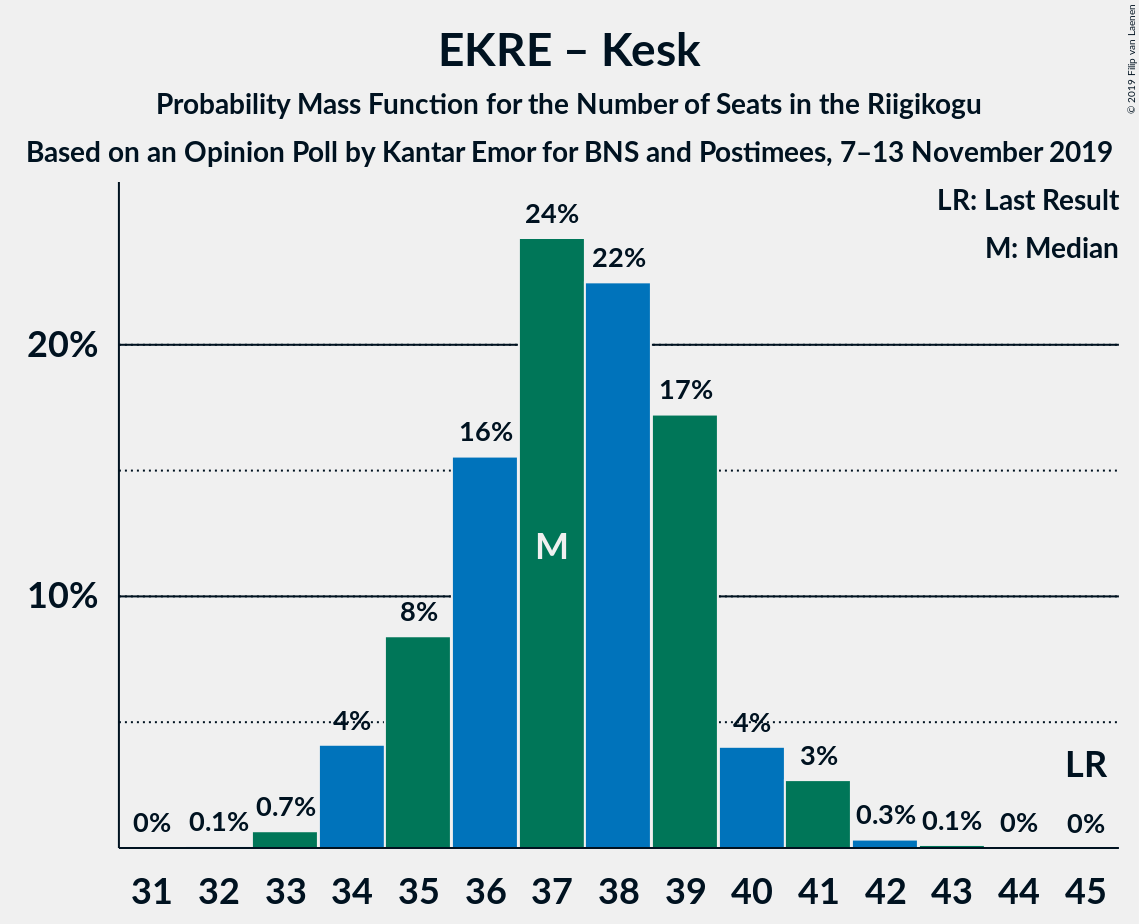 EKRE – Kesk
Probability Mass Function for the Number of Seats in the Riigikogu
Based on an Opinion Poll by Kantar Emor for BNS and Postimees, 7–13 November 2019
© 2019 Filip van Laenen
LR: Last Result
M: Median
20%
10%
0%
0.1%
0.7%
4%
8%
16%
24%
M
22%
17%
4%
3%
0.3%
0.1%
0%
LR
0%
31 32 33 34 35 36 37 38 39 40 41 42 43 44 45